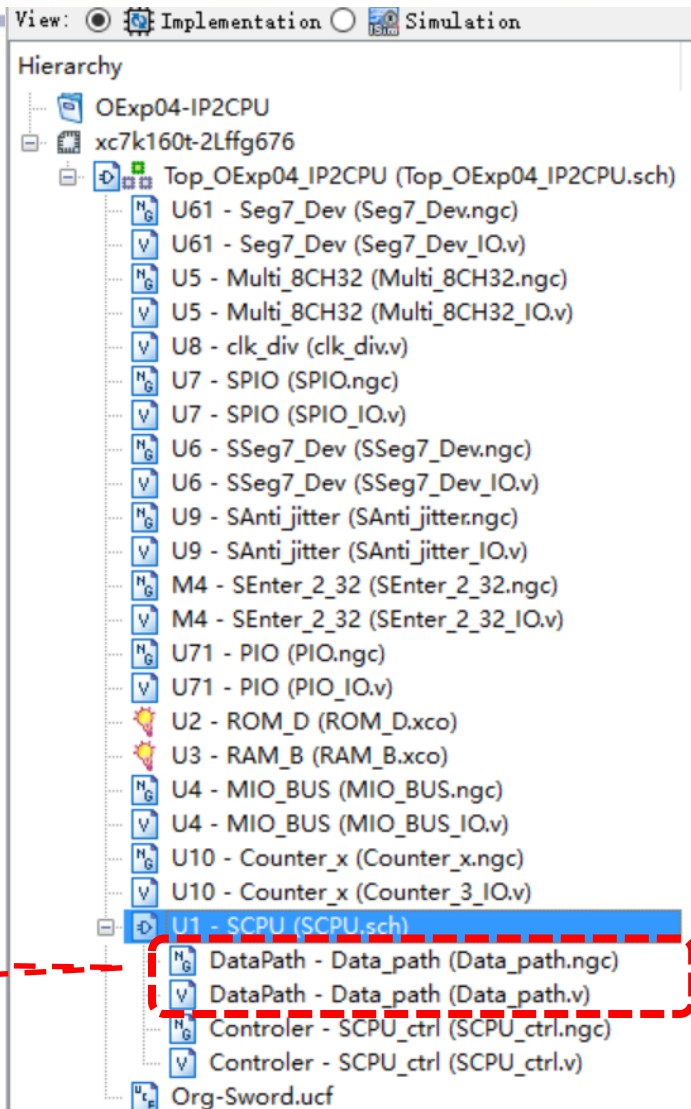 View: Implementation Simulation
Hierarchy
OExp04-IP2CPU
xc7k160t-2Lffg676
Top_OExp04_IP2CPU (Top_OExp04_IP2CPU.sch)
U61 - Seg7_Dev (Seg7_Dev.ngc)
U61 - Seg7_Dev (Seg7_Dev_IO.v)
U5 - Multi_8CH32 (Multi_8CH32.ngc)
U5 - Multi_8CH32 (Multi_8CH32_IO.v)
U8 - clk_div (clk_div.v)
U7 - SPIO (SPIO.ngc)
U7 - SPIO (SPIO_IO.v)
U6 - SSeg7_Dev (SSeg7_Dev.ngc)
U6 - SSeg7_Dev (SSeg7_Dev_IO.v)
U9 - SAnti_jitter (SAnti_jitter.ngc)
U9 - SAnti_jitter (SAnti_jitter_IO.v)
M4 - SEnter_2_32 (SEnter_2_32.ngc)
M4 - SEnter_2_32 (SEnter_2_32_IO.v)
U71 - PIO (PIO.ngc)
U71 - PIO (PIO_IO.v)
U2 - ROM_D (ROM_D.xco)
U3 - RAM_B (RAM_B.xco)
U4 - MIO_BUS (MIO_BUS.ngc)
U4 - MIO_BUS (MIO_BUS_IO.v)
U10 - Counter_x (Counter_x.ngc)
U10 - Counter_x (Counter_3_IO.v)
U1 - SCPU (SCPU.sch)
DataPath - Data_path (Data_path.ngc)
DataPath - Data_path (Data_path.v)
Controler - SCPU_ctrl (SCPU_ctrl.ngc)
Controler - SCPU_ctrl (SCPU_ctrl.v)
Org-Sword.ucf